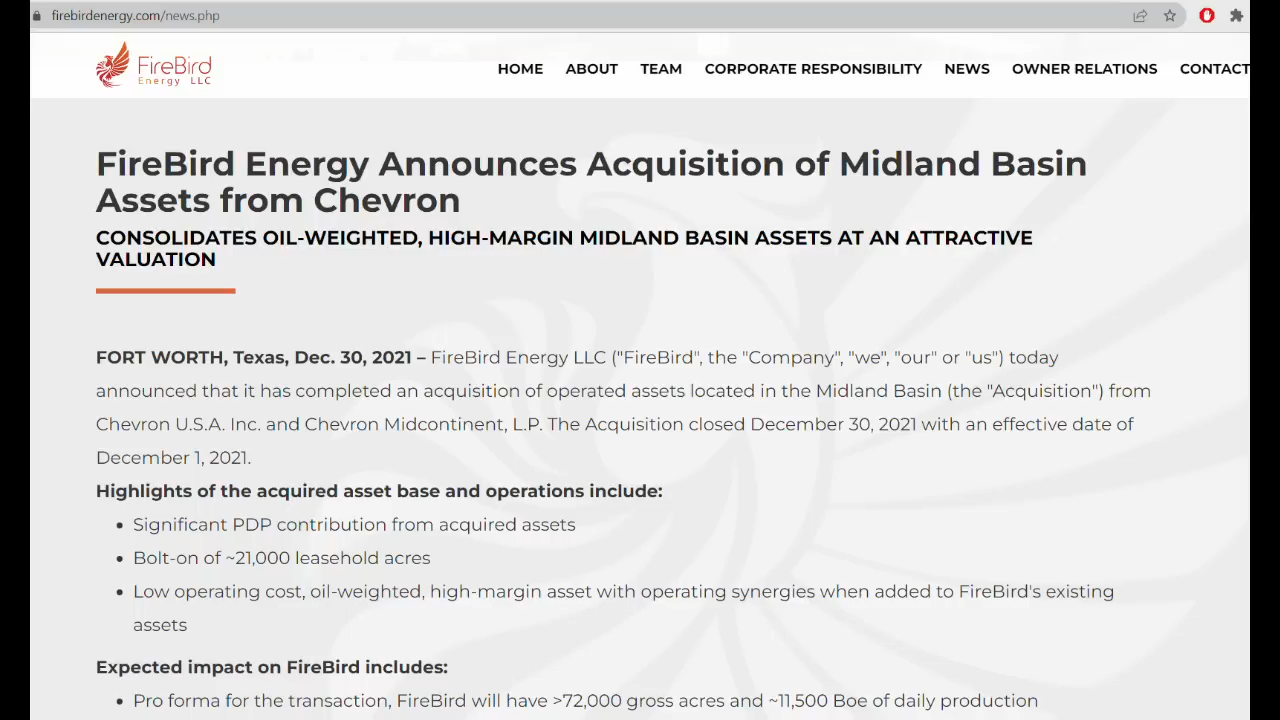 firebirdenergy.com/news.php
FireBird
Energy LLC
HOME ABOUT TEAM CORPORATE RESPONSIBILITY NEWS OWNER RELATIONS CONTACT
FireBird Energy Announces Acquisition of Midland Basin
Assets from Chevron
CONSOLIDATES OIL-WEIGHTED, HIGH-MARGIN MIDLAND BASIN ASSETS AT AN ATTRACTIVE
VALUATION
FORT WORTH, Texas, Dec. 30, 2021 – FireBird Energy LLC ("FireBird", the "Company", "we", "our" or "us") today
announced that it has completed an acquisition of operated assets located in the Midland Basin (the "Acquisition") from
Chevron U.S.A. Inc. and Chevron Midcontinent, L.P. The Acquisition closed December 30, 2021 with an effective date of
December 1, 2021.
Highlights of the acquired asset base and operations include:
• Significant PDP contribution from acquired assets
• Bolt-on of ~21,000 leasehold acres
• Low operating cost, oil-weighted, high-margin asset with operating synergies when added to FireBird's existing
assets
Expected impact on FireBird includes:
• Pro forma for the transaction, FireBird will have >72,000 gross acres and ~11,500 Boe of daily production